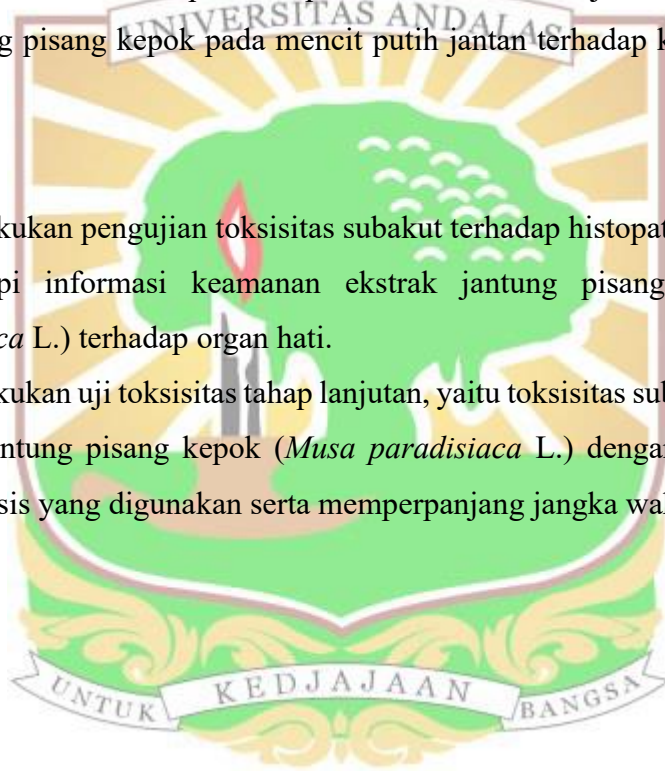 UNIVERSITAS ANDALAS
g pisang kepok pada mencit putih jantan terhadap k
kukan pengujian toksisitas subakut terhadap histopat
pi informasi keamanan ekstrak jantung pisang
ca L.) terhadap organ hati.
kukan uji toksisitas tahap lanjutan, yaitu toksisitas sub
ntung pisang kepok (Musa paradisiaca L.) dengan
sis yang digunakan serta memperpanjang jangka wa
UNTUK KEDJAJAAN BANGSA